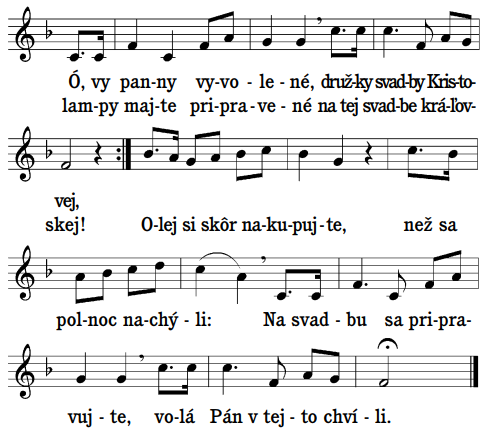 Ó, vy pan-ny vy-vo-le-né, druž-ky svad-by Kris-to-
lam-py maj-te pri-pra-ve-né na tej svad-be krá-ľov-
vej,
skej! O-lej si skôr na-ku-puj-te, než sa
pol-noc na-chý-li: Na svad-bu sa pri-pra-
vuj-te, vo-lá Pán v tej-to chví-li.